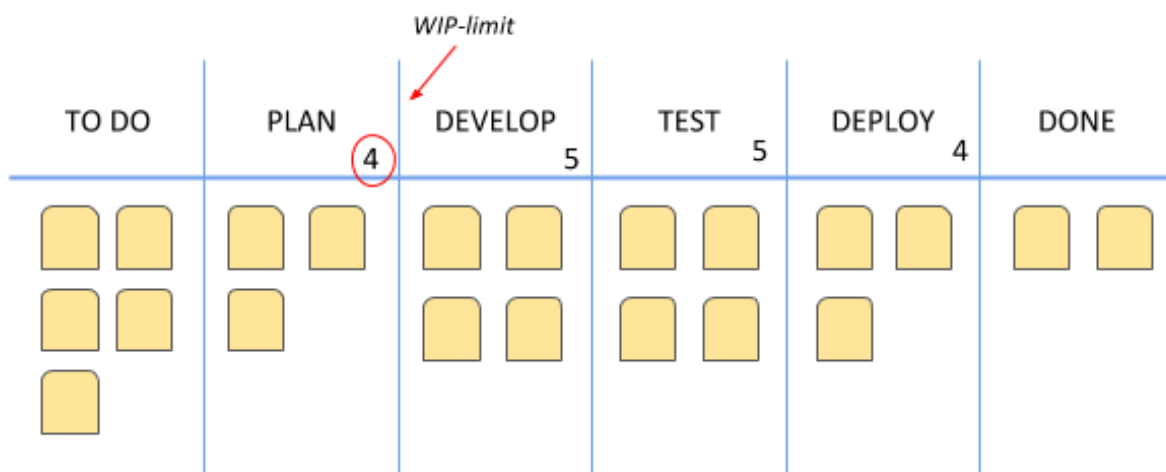 WIP-limit
TO DO
PLAN
DEVELOP
TEST
DEPLOY
DONE
4
5
5
4